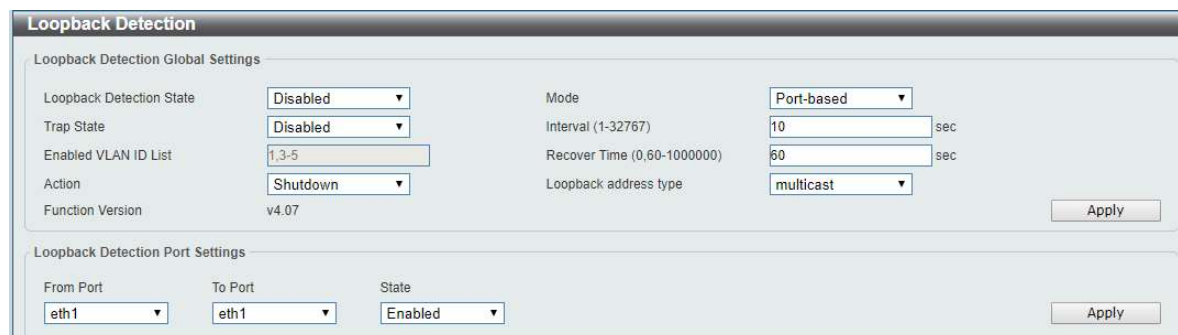 Loopback Detection
Loopback Detection Global Settings
Loopback Detection State Disabled Mode Port-based
Trap State Disabled Interval (1-32767) 10 sec
Enabled VLAN ID List 1,3-5 Recover Time (0,60-1000000) 60 sec
Action Shutdown Loopback address type multicast
Function Version v4.07 Apply
Loopback Detection Port Settings
From Port To Port State
eth1 eth1 Enabled Apply